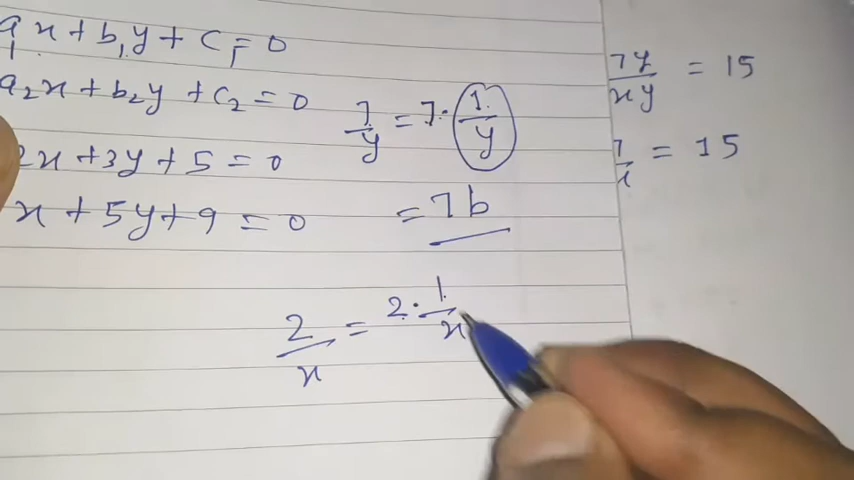 a₁x + b₁y + c₁ = 0
a₂x + b₂y + c₂ = 0
2x + 3y + 5 = 0
x + 5y + 9 = 0
7/y = 7· 1/y
= 7b
2/x = 2· 1/x
7y/xy = 15
7/x = 15